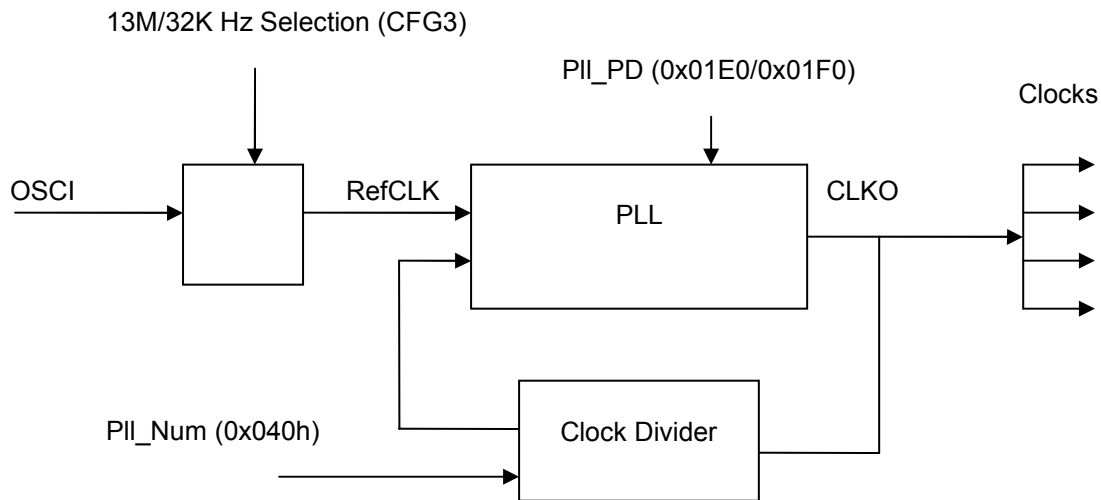 13M/32K Hz Selection (CFG3)
Pll_PD (0x01E0/0x01F0)
Clocks
OSCI
RefCLK
PLL
CLKO
Pll_Num (0x040h)
Clock Divider